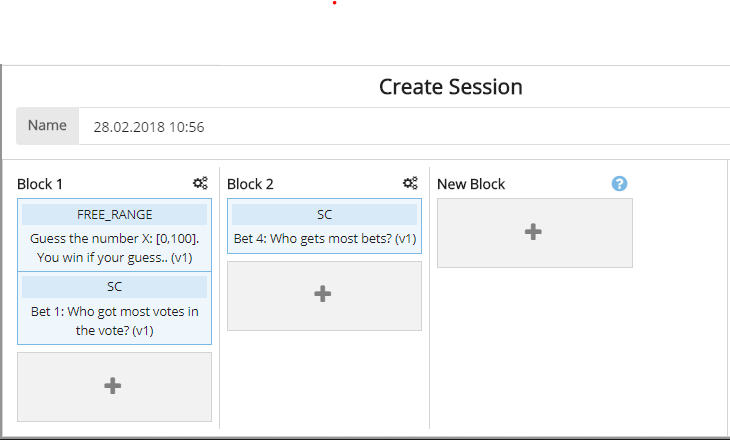 Create Session
Name
28.02.2018 10:56
Block 1
FREE_RANGE
Guess the number X: [0,100].
You win if your guess.. (v1)
SC
Bet 1: Who got most votes in
the vote? (v1)
Block 2
SC
Bet 4: Who gets most bets? (v1)
New Block
?